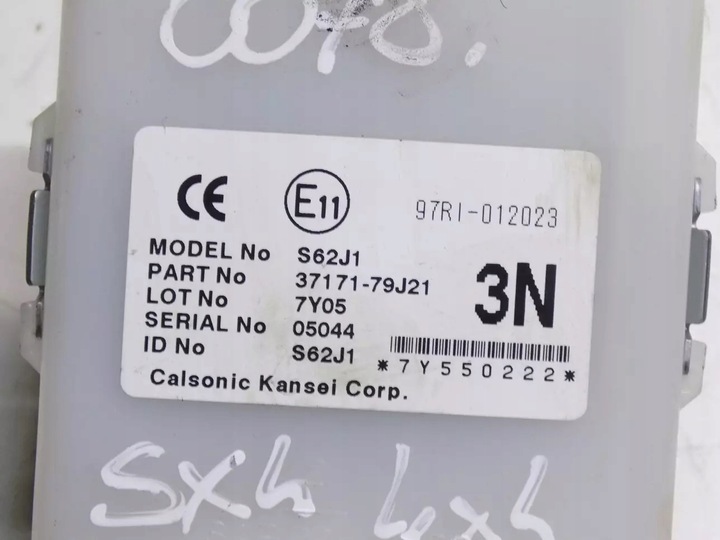 CE E11 97RI-012023
MODEL No S62J1
PART No 37171-79J21
LOT No 7Y05
SERIAL No 05044
ID No S62J1
3N
*7Y550222*
Calsonic Kansei Corp.
SX4 4x4